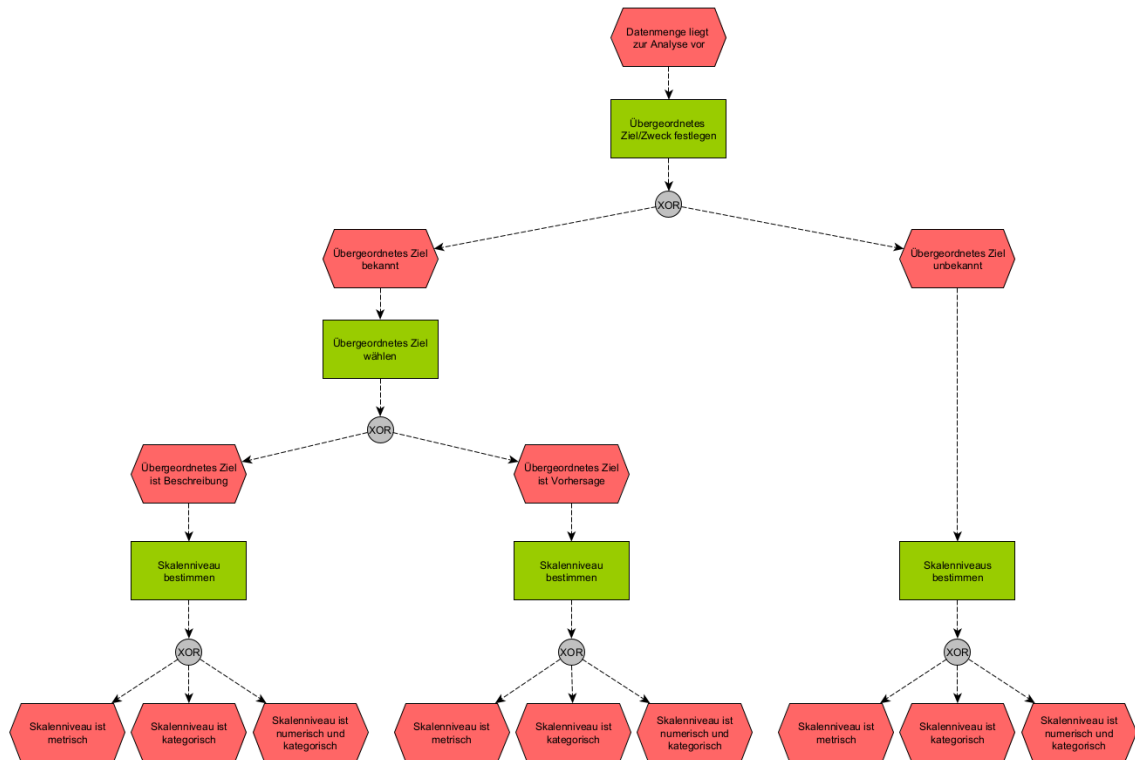 Datenmenge liegt
zur Analyse vor
Übergeordnetes
Ziel/Zweck festlegen
XOR
Übergeordnetes Ziel
bekannt
Übergeordnetes Ziel
unbekannt
Übergeordnetes Ziel
wählen
XOR
Übergeordnetes Ziel
ist Beschreibung
Übergeordnetes Ziel
ist Vorhersage
Skalenniveau
bestimmen
Skalenniveau
bestimmen
Skalenniveaus
bestimmen
XOR
XOR
XOR
Skalenniveau ist
metrisch
Skalenniveau ist
kategorisch
Skalenniveau ist
numerisch und
kategorisch
Skalenniveau ist
metrisch
Skalenniveau ist
kategorisch
Skalenniveau ist
numerisch und
kategorisch
Skalenniveau ist
metrisch
Skalenniveau ist
kategorisch
Skalenniveau ist
numerisch und
kategorisch